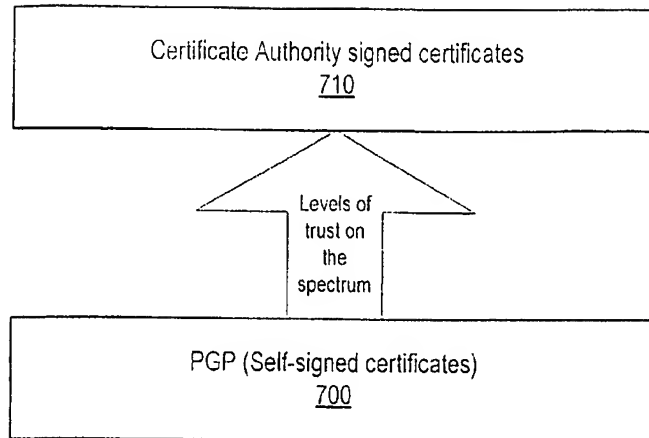 Certificate Authority signed certificates
710
Levels of
trust on
the
spectrum
PGP (Self-signed certificates)
700